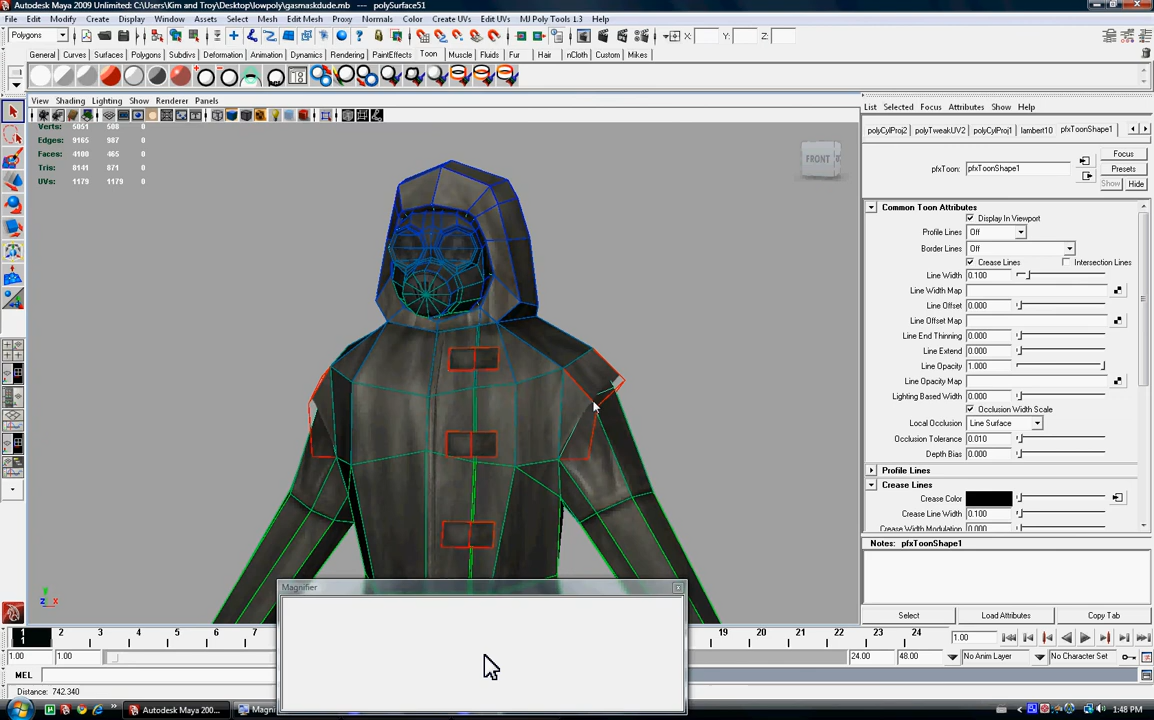 Autodesk Maya 2009 Unlimited: C:\Users\Kim and Troy\Desktop\lowpoly\gasmaskdude.mb --- polySurface51
File Edit Modify Create Display Window Assets Select Mesh Edit Mesh Proxy Normals Color Create UVs Edit UVs MJ Poly Tools 1.3 Help
Polygons X: Y: Z:
General Curves Surfaces Polygons Subdivs Deformation Animation Dynamics Rendering PaintEffects Toon Muscle Fluids Fur Hair nCloth Custom Mikes
View Shading Lighting Show Renderer Panels
List Selected Focus Attributes Show Help
Verts: 5051 508 0
Edges: 9165 987 0
Faces: 4100 465 0
Tris: 8141 871 0
UVs: 1179 1179 0
FRONT
polyCylProj2 polyTweakUV2 polyCylProj1 lambert10 pfxToonShape1
Focus
pfxToon: pfxToonShape1
Presets
Show Hide
Common Toon Attributes
Display In Viewport
Profile Lines Off
Border Lines Off
Crease Lines Intersection Lines
Line Width 0.100
Line Width Map
Line Offset 0.000
Line Offset Map
Line End Thinning 0.000
Line Extend 0.000
Line Opacity 1.000
Line Opacity Map
Lighting Based Width 0.000
Occlusion Width Scale
Local Occlusion Line Surface
Occlusion Tolerance 0.010
Depth Bias 0.000
Profile Lines
Crease Lines
Crease Color
Crease Line Width 0.100
Crease Width Modulation 0.000
Notes: pfxToonShape1
Select Load Attributes Copy Tab
Magnifier
z x
1 2 3 4 5 6 7 19 20 21 22 23 24 1.00
1
1.00 1.00 24.00 48.00 No Anim Layer No Character Set
MEL
Distance: 742.340
Autodesk Maya 200... Magni
1:48 PM